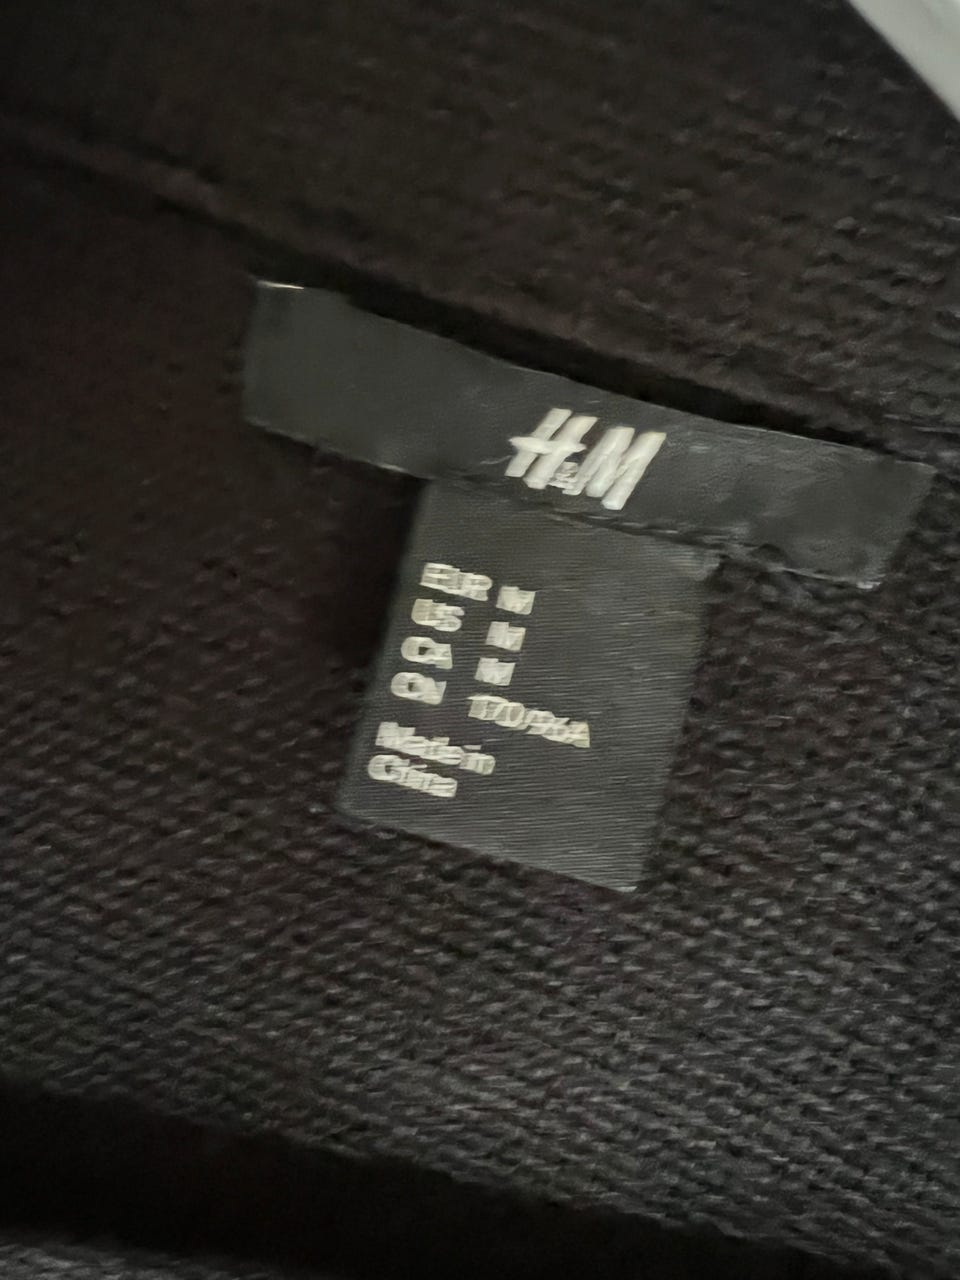 H&M
EUR M
US M
CA M
CN 170/96A
Made in
China